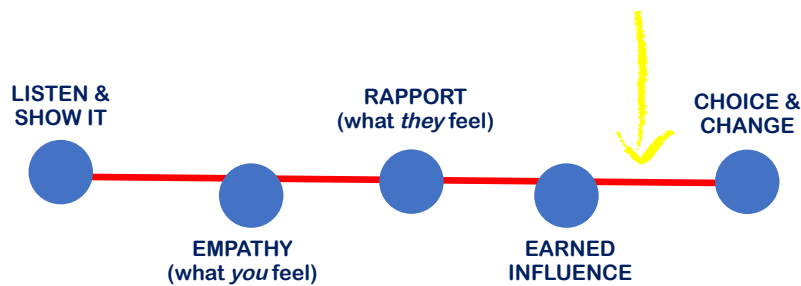 LISTEN &
SHOW IT
EMPATHY
(what you feel)
RAPPORT
(what they feel)
EARNED
INFLUENCE
CHOICE &
CHANGE